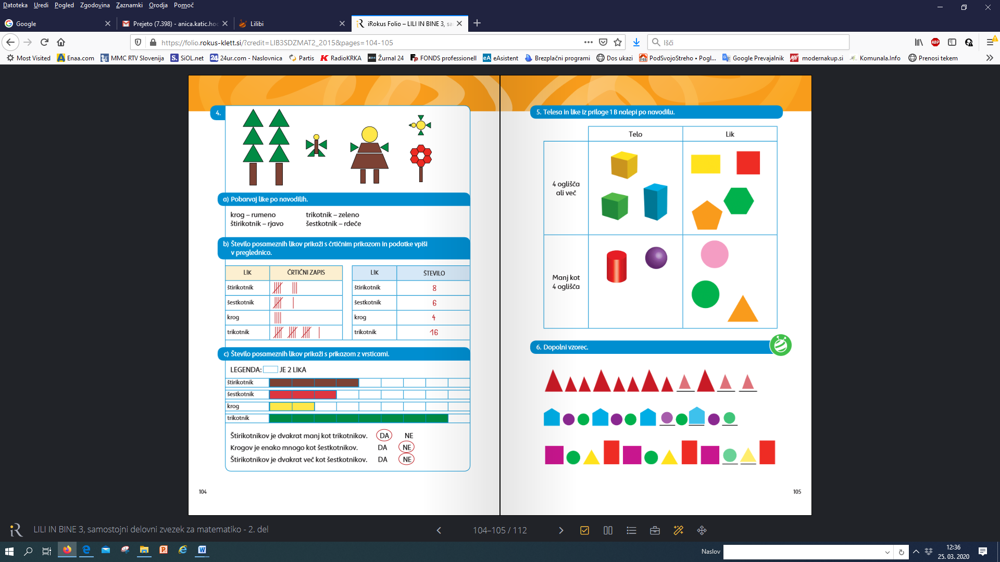 Datoteka Uredi Pogled Zgodovina Zaznamki Orodja Pomoč
Google
Prejeto (7.398) - anica.katic.hoc
Lilibi
iRokus Folio – LILI IN BINE 3, sa
https://folio.rokus-klett.si/?credit=LIB3SDZMAT2_2015&pages=104-105
Išči
Most Visited Enaa.com MMC RTV Slovenija SiOL.net 24ur.com - Naslovnica Partis RadioKRKA Žurnal 24 FONDS professionell eAsistent Brezplačni programi Dos ukazi PodSvojoStreho • Pogl... Google Prevajalnik modernakup.si Komunala.Info Prenosi tekem
4.
a) Pobarvaj like po navodilih.
krog – rumeno trikotnik – zeleno
štirikotnik – rjavo šestkotnik – rdeče
b) Število posameznih likov prikaži s črtičnim prikazom in podatke vpiši
v preglednico.
LIK ČRTIČNI ZAPIS LIK ŠTEVILO
štirikotnik štirikotnik 8
šestkotnik šestkotnik 6
krog krog 4
trikotnik trikotnik 16
c) Število posameznih likov prikaži s prikazom z vrsticami.
LEGENDA: JE 2 LIKA
štirikotnik
šestkotnik
krog
trikotnik
Štirikotnikov je dvakrat manj kot trikotnikov. DA NE
Krogov je enako mnogo kot šestkotnikov. DA NE
Štirikotnikov je dvakrat več kot šestkotnikov. DA NE
104
5. Telesa in like iz priloge 1 B nalepi po navodilu.
Telo Lik
4 oglišča
ali več
Manj kot
4 oglišča
6. Dopolni vzorec.
105
LILI IN BINE 3, samostojni delovni zvezek za matematiko - 2. del
104–105 / 112
Naslov
12:36
25. 03. 2020